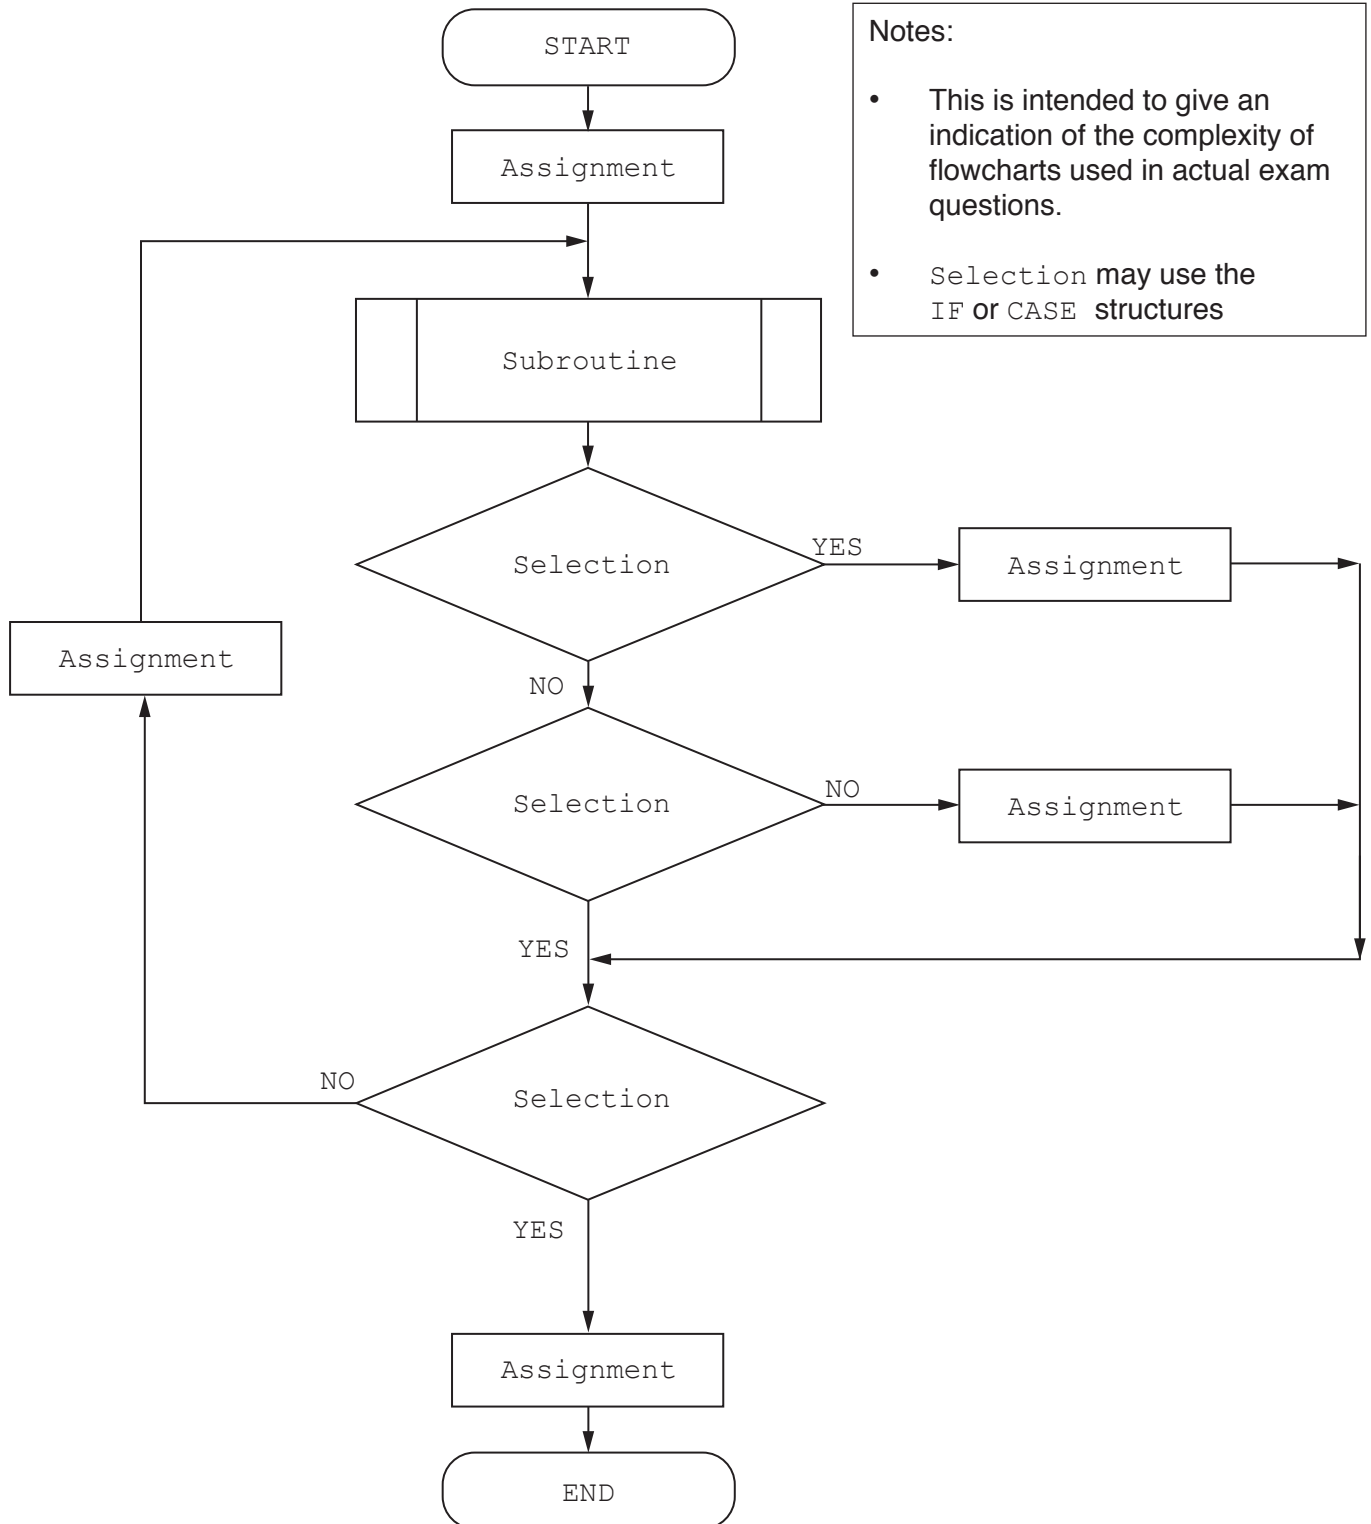 START
Notes:
• This is intended to give an
indication of the complexity of
flowcharts used in actual exam
questions.
• Selection may use the
IF or CASE structures
Assignment
Subroutine
Selection
YES
Assignment
Assignment
NO
Selection
NO
Assignment
YES
NO
Selection
YES
Assignment
END